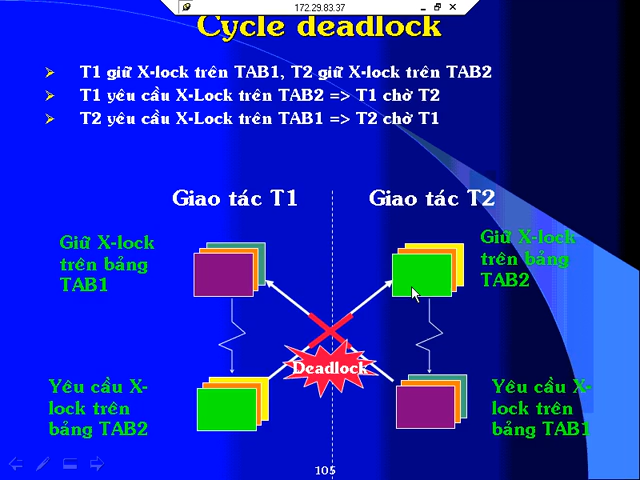 172.29.83.37
Cycle deadlock
T1 giữ X-lock trên TAB1, T2 giữ X-lock trên TAB2
T1 yêu cầu X-Lock trên TAB2 => T1 chờ T2
T2 yêu cầu X-Lock trên TAB1 => T2 chờ T1
Giao tác T1
Giao tác T2
Giữ X-lock
trên bảng
TAB1
Giữ X-lock
trên bảng
TAB2
Deadlock
Yêu cầu X-
lock trên
bảng TAB2
Yêu cầu X-
lock trên
bảng TAB1
105